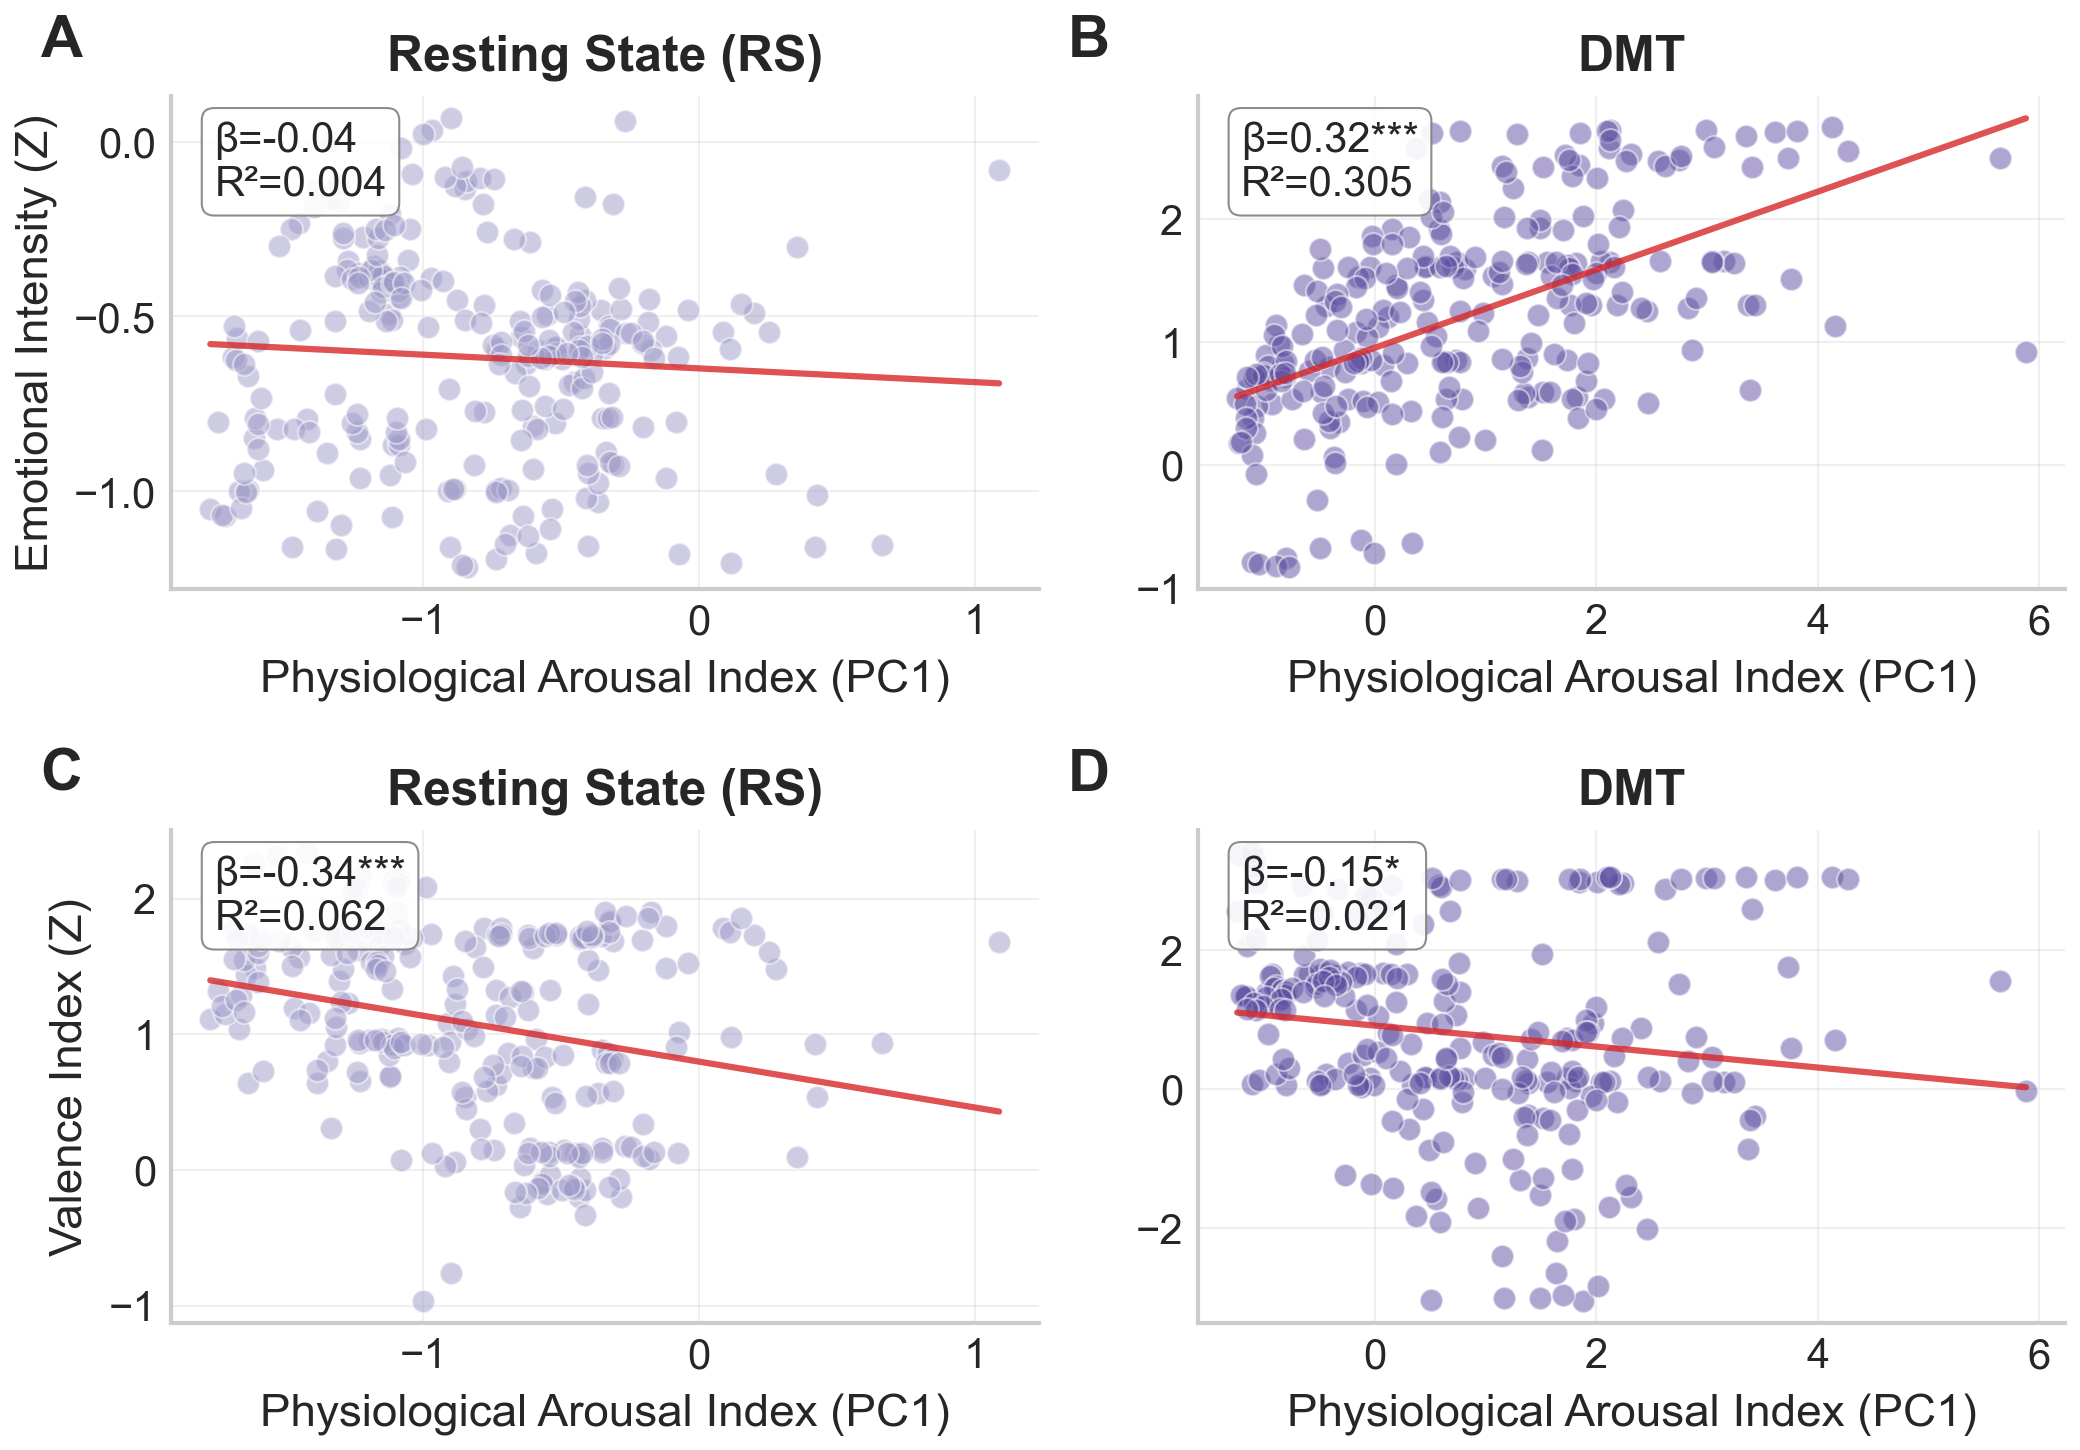 A
Resting State (RS)
β=-0.04
R²=0.004
Emotional Intensity (Z)
0.0
−0.5
−1.0
−1
0
1
Physiological Arousal Index (PC1)
B
DMT
β=0.32***
R²=0.305
2
1
0
−1
0
2
4
6
Physiological Arousal Index (PC1)
C
Resting State (RS)
β=-0.34***
R²=0.062
Valence Index (Z)
2
1
0
−1
−1
0
1
Physiological Arousal Index (PC1)
D
DMT
β=-0.15*
R²=0.021
2
0
−2
0
2
4
6
Physiological Arousal Index (PC1)